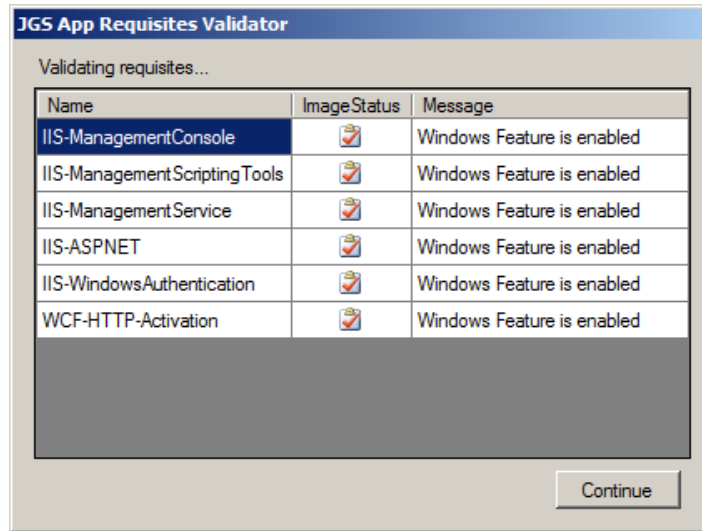 JGS App Requisites Validator
Validating requisites...
Name ImageStatus Message
IIS-ManagementConsole Windows Feature is enabled
IIS-ManagementScriptingTools Windows Feature is enabled
IIS-ManagementService Windows Feature is enabled
IIS-ASPNET Windows Feature is enabled
IIS-WindowsAuthentication Windows Feature is enabled
WCF-HTTP-Activation Windows Feature is enabled
Continue